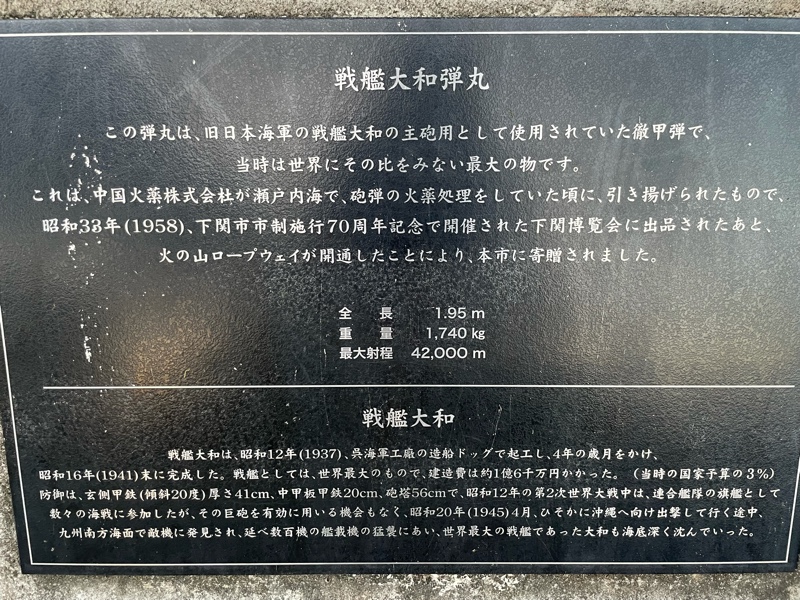 戦艦大和弾丸
この弾丸は、旧日本海軍の戦艦大和の主砲用として使用されていた徹甲弾で、
当時は世界にその比をみない最大の物です。
これは、中国火薬株式会社が瀬戸内海で、砲弾の火薬処理をしていた頃に、引き揚げられたもので、
昭和33年(1958)、下関市市制施行70周年記念で開催された下関博覧会に出品されたあと、
火の山ロープウェイが開通したことにより、本市に寄贈されました。
全 長 1.95 m
重 量 1,740 kg
最大射程 42,000 m
戦艦大和
戦艦大和は、昭和12年(1937)、呉海軍工廠の造船ドッグで起工し、4年の歳月をかけ、
昭和16年(1941)末に完成した。戦艦としては、世界最大のもので、建造費は約1億6千万円かかった。(当時の国家予算の3%)
防御は、玄側甲鉄(傾斜20度)厚さ41cm、中甲板甲鉄20cm、砲塔56cmで、昭和12年の第2次世界大戦中は、連合艦隊の旗艦として
数々の海戦に参加したが、その巨砲を有効に用いる機会もなく、昭和20年(1945)4月、ひそかに沖縄へ向け出撃して行く途中、
九州南方海面で敵機に発見され、延べ数百機の艦載機の猛襲にあい、世界最大の戦艦であった大和も海底深く沈んでいった。